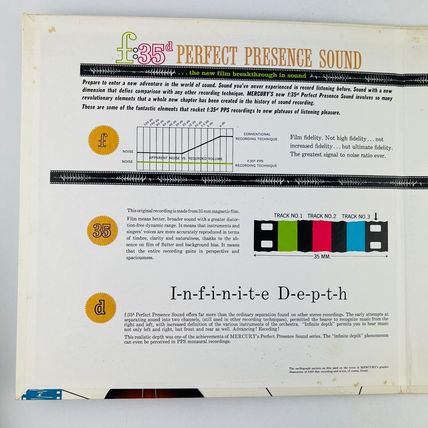 f:35d PERFECT PRESENCE SOUND
...the new film breakthrough in sound
Prepare to enter a new adventure in the world of sound. Sound you've never experienced in record listening before. Sound with a new
dimension that defies comparison with any other recording technique. MERCURY'S new f:35d Perfect Presence Sound involves so many
revolutionary elements that a whole new chapter has been created in the history of sound recording.
These are some of the fantastic elements that rocket f:35d PPS recordings to new plateaus of listening pleasure.
f
CONVENTIONAL
RECORDING TECHNIQUE
NOISE
APPARENT NOISE VS. REQUIRED VOLUME
NOISE
f:35d PPS
RECORDING TECHNIQUE
Film fidelity. Not high fidelity...not
increased fidelity...but ultimate fidelity.
The greatest signal to noise ratio ever.
35
This original recording is made from 35 mm magnetic film.
Film means better, broader sound with a greater distor-
tion-free dynamic range. It means that instruments and
singers' voices are more accurately reproduced in terms
of timbre, clarity and naturalness, thanks to the ab-
sence on film of flutter and background hiss. It means
that the entire recording gains in perspective and
spaciousness.
TRACK NO.1 TRACK NO.2 TRACK NO.3
35 MM.
d
I-n-f-i-n-i-t-e D-e-p-t-h
f:35d Perfect Presence Sound offers far more than the ordinary separation found on other stereo recordings. The early attempts at
separating sound into two channels, (still used in other recording techniques), permitted the hearer to recognize music from the
right and left, with increased definition of the various instruments of the orchestra. "Infinite depth" permits you to hear music
not only left and right, but front and rear as well. Advancing! Receding!
This realistic depth was one of the achievements of MERCURY's Perfect Presence Sound series. The "infinite depth" phenomenon
can even be perceived in PPS monaural recordings.